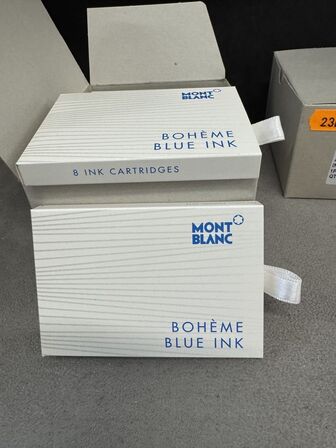 MONT
BLANC
BOHÈME
BLUE INK
8 INK CARTRIDGES
MONT
BLANC
BOHÈME
BLUE INK